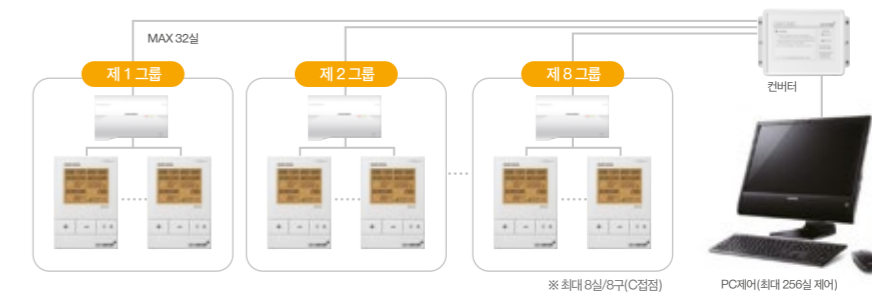 MAX 32실
제 1 그룹
제 2 그룹
제 8 그룹
컨버터
※ 최대 8실/8구(C접점)
PC제어(최대 256실 제어)